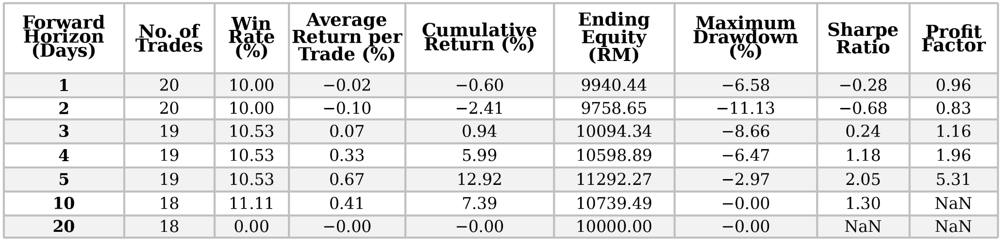 Forward Horizon (Days) No. of Trades Win Rate (%) Average Return per Trade (%) Cumulative Return (%) Ending Equity (RM) Maximum Drawdown (%) Sharpe Ratio Profit Factor
1 20 10.00 −0.02 −0.60 9940.44 −6.58 −0.28 0.96
2 20 10.00 −0.10 −2.41 9758.65 −11.13 −0.68 0.83
3 19 10.53 0.07 0.94 10094.34 −8.66 0.24 1.16
4 19 10.53 0.33 5.99 10598.89 −6.47 1.18 1.96
5 19 10.53 0.67 12.92 11292.27 −2.97 2.05 5.31
10 18 11.11 0.41 7.39 10739.49 −0.00 1.30 NaN
20 18 0.00 −0.00 −0.00 10000.00 −0.00 NaN NaN